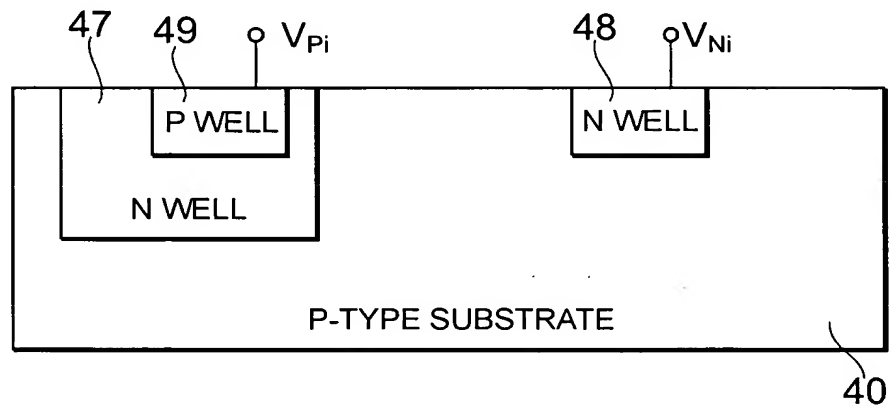 47
49
V_Pi
48
V_Ni
P WELL
N WELL
N WELL
P-TYPE SUBSTRATE
40